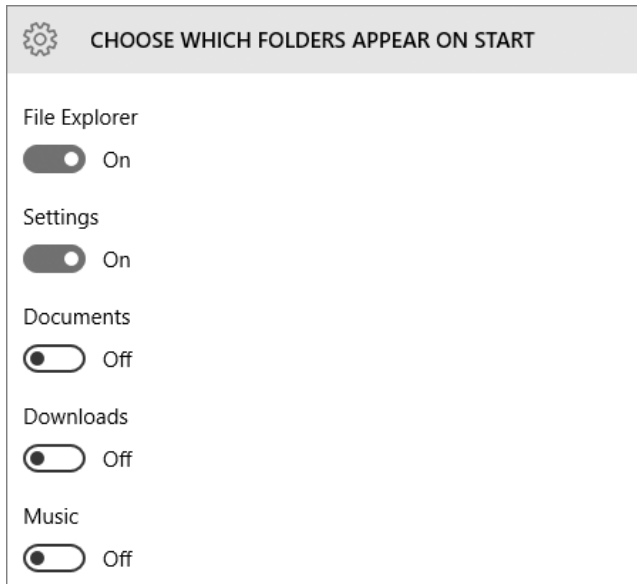 CHOOSE WHICH FOLDERS APPEAR ON START
File Explorer
On
Settings
On
Documents
Off
Downloads
Off
Music
Off